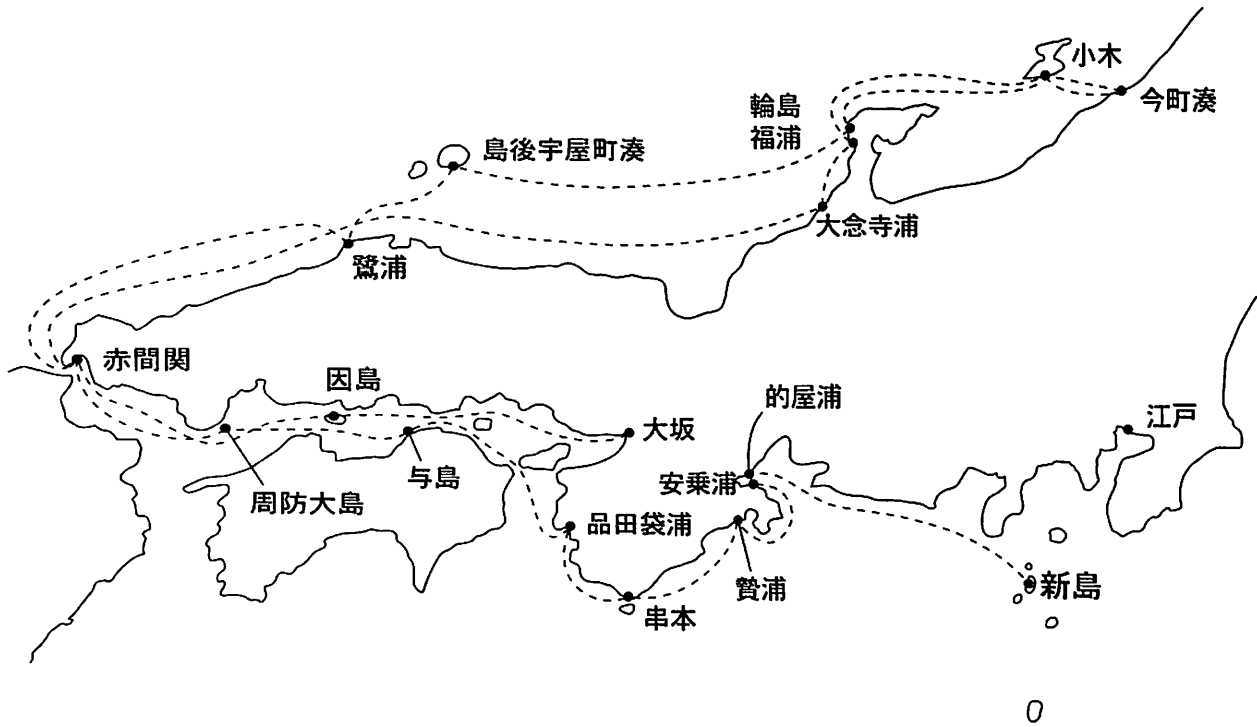 小木
今町湊
輪島
福浦
島後宇屋町湊
大念寺浦
鷺浦
赤間関
因島
的屋浦
江戸
大坂
与島
安乗浦
周防大島
品田袋浦
贄浦
新島
串本